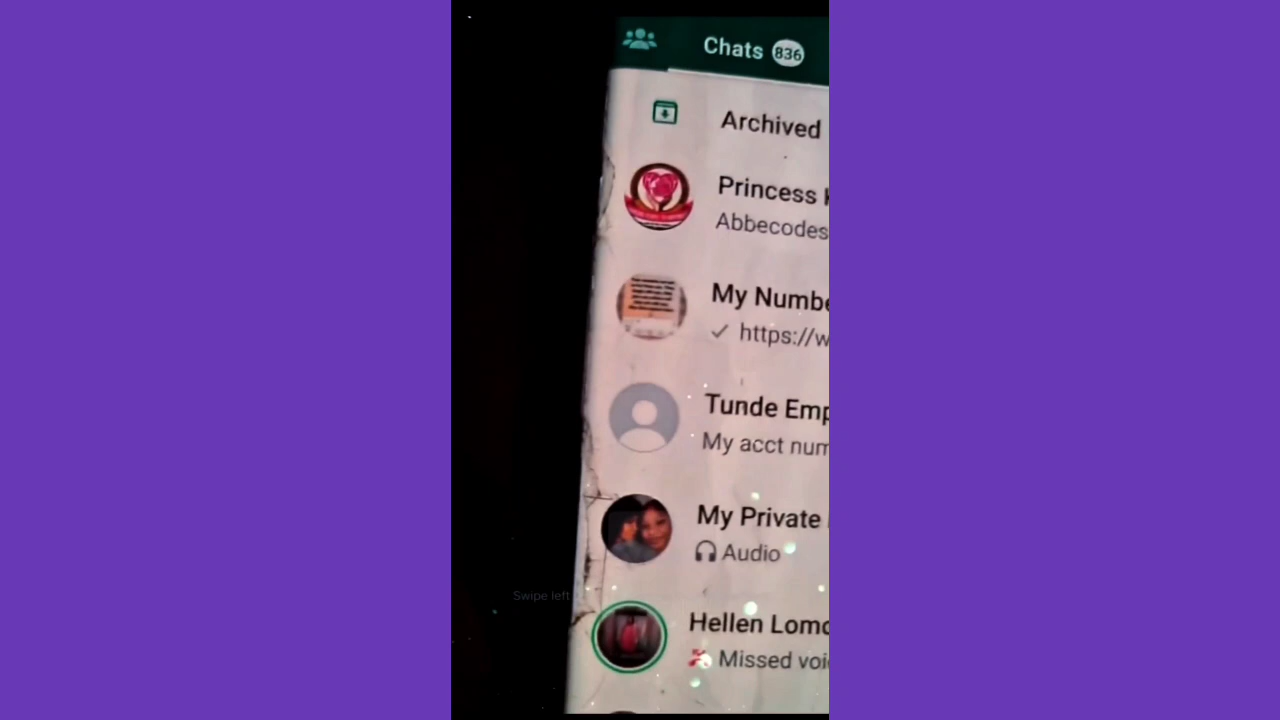 Chats 836
Archived
Princess
Abbecodes
My Numbe
https://w
Tunde Emp
My acct num
My Private
Audio
Hellen Lomo
Missed voi
Swipe left